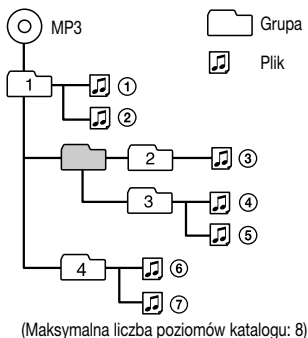 MP3
Grupa
Plik
1
①
②
2
③
3
④
⑤
4
⑥
⑦
(Maksymalna liczba poziomów katalogu: 8)